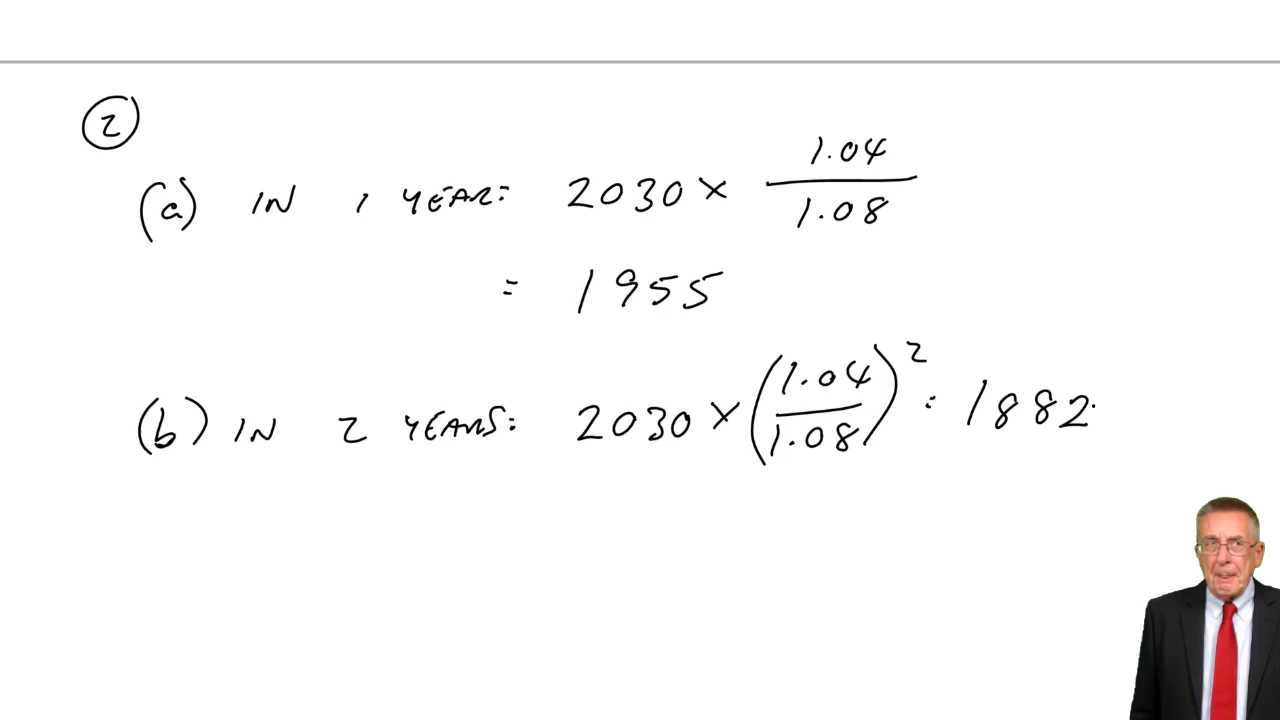 2
(a) IN 1 YEAR: 2030 × 1.04/1.08
= 1955
(b) IN 2 YEARS: 2030 × (1.04/1.08)² = 1882.